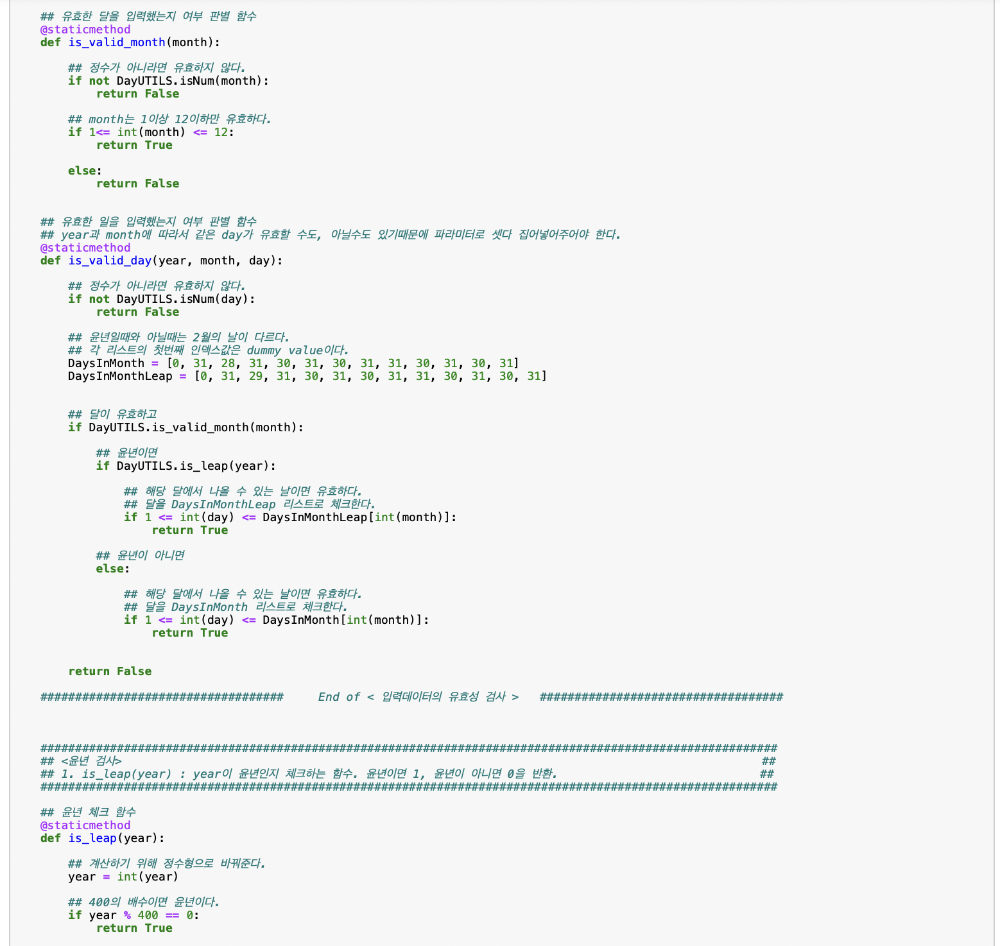 ## 유효한 달을 입력했는지 여부 판별 함수
@staticmethod
def is_valid_month(month):
## 정수가 아니라면 유효하지 않다.
if not DayUTILS.isNum(month):
return False
## month는 1이상 12이하만 유효하다.
if 1<= int(month) <= 12:
return True
else:
return False
## 유효한 일을 입력했는지 여부 판별 함수
## year과 month에 따라서 같은 day가 유효할 수도, 아닐수도 있기때문에 파라미터로 셋다 집어넣어주어야 한다.
@staticmethod
def is_valid_day(year, month, day):
## 정수가 아니라면 유효하지 않다.
if not DayUTILS.isNum(day):
return False
## 윤년일때와 아닐때는 2월의 날이 다르다.
## 각 리스트의 첫번째 인덱스값은 dummy value이다.
DaysInMonth = [0, 31, 28, 31, 30, 31, 30, 31, 31, 30, 31, 30, 31]
DaysInMonthLeap = [0, 31, 29, 31, 30, 31, 30, 31, 31, 30, 31, 30, 31]
## 달이 유효하고
if DayUTILS.is_valid_month(month):
## 윤년이면
if DayUTILS.is_leap(year):
## 해당 달에서 나올 수 있는 날이면 유효하다.
## 달을 DaysInMonthLeap 리스트로 체크한다.
if 1 <= int(day) <= DaysInMonthLeap[int(month)]:
return True
## 윤년이 아니면
else:
## 해당 달에서 나올 수 있는 날이면 유효하다.
## 달을 DaysInMonth 리스트로 체크한다.
if 1 <= int(day) <= DaysInMonth[int(month)]:
return True
return False
################################### End of < 입력데이터의 유효성 검사 > ###################################
##########################################################################################################
## <윤년 검사> ##
## 1. is_leap(year) : year이 윤년인지 체크하는 함수. 윤년이면 1, 윤년이 아니면 0을 반환. ##
##########################################################################################################
## 윤년 체크 함수
@staticmethod
def is_leap(year):
## 계산하기 위해 정수형으로 바꿔준다.
year = int(year)
## 400의 배수이면 윤년이다.
if year % 400 == 0:
return True